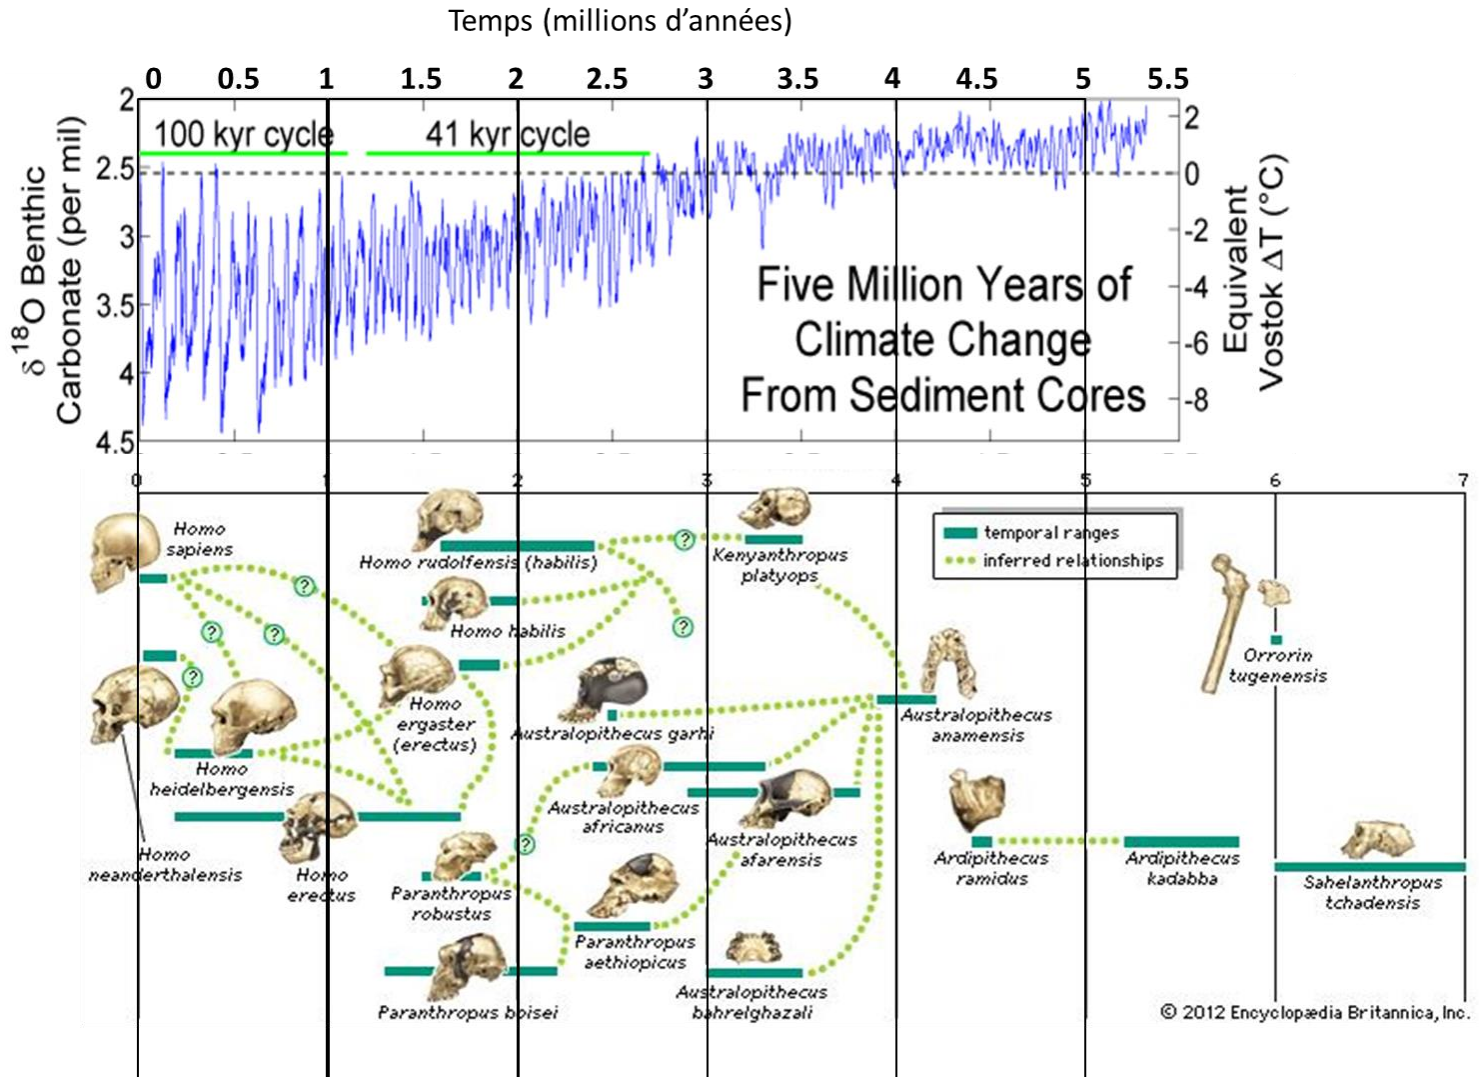 Temps (millions d’années)
0 0.5 1 1.5 2 2.5 3 3.5 4 4.5 5 5.5
100 kyr cycle
41 kyr cycle
2
2.5
3
3.5
4
4.5
δ 18O Benthic
Carbonate (per mil)
2
0
-2
-4
-6
-8
Equivalent
Vostok ΔT (°C)
Five Million Years of
Climate Change
From Sediment Cores
0 1 2 3 4 5 6 7
Homo
sapiens
Homo rudolfensis (habilis)
Kenyanthropus
platyops
temporal ranges
inferred relationships
?
?
?
?
?
?
?
Homo habilis
Homo
ergaster
(erectus)
Australopithecus garhi
Australopithecus
anamensis
Orrorin
tugenensis
Homo
heidelbergensis
Australopithecus
africanus
Australopithecus
afarensis
Homo
neanderthalensis
Homo
erectus
Paranthropus
robustus
Ardipithecus
ramidus
Ardipithecus
kadabba
Sahelanthropus
tchadensis
Paranthropus
aethiopicus
Paranthropus boisei
Australopithecus
bahrelghazali
© 2012 Encyclopædia Britannica, Inc.